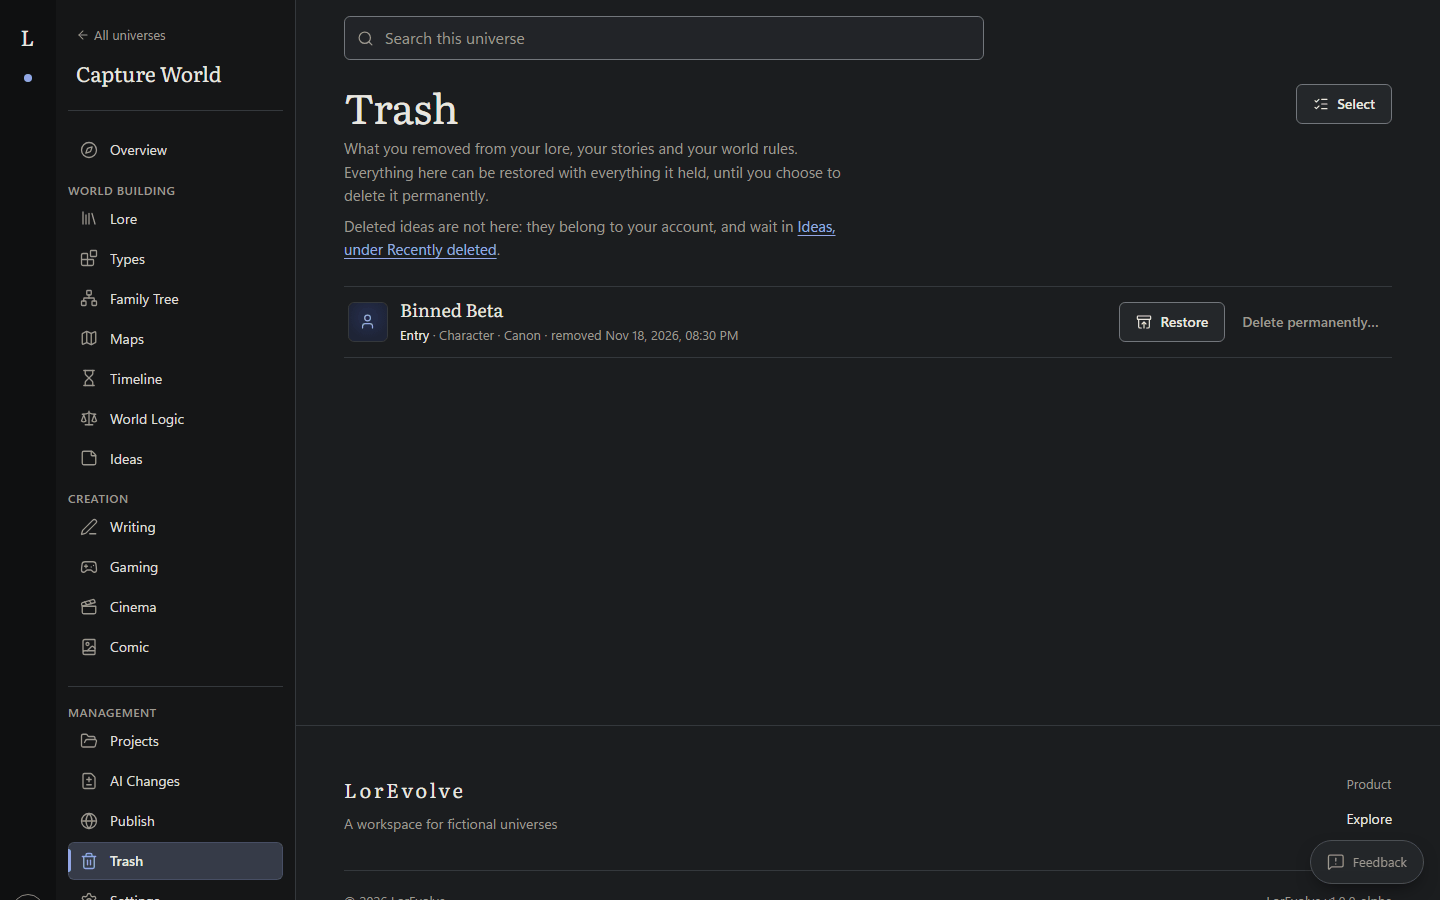 L
All universes
Capture World
Overview
WORLD BUILDING
Lore
Types
Family Tree
Maps
Timeline
World Logic
Ideas
CREATION
Writing
Gaming
Cinema
Comic
MANAGEMENT
Projects
AI Changes
Publish
Trash
Settings
Search this universe
Trash
Select
What you removed from your lore, your stories and your world rules.
Everything here can be restored with everything it held, until you choose to
delete it permanently.
Deleted ideas are not here: they belong to your account, and wait in Ideas,
under Recently deleted.
Binned Beta
Entry · Character · Canon · removed Nov 18, 2026, 08:30 PM
Restore
Delete permanently...
LorEvolve
A workspace for fictional universes
Product
Explore
Feedback
© 2026 LorEvolve